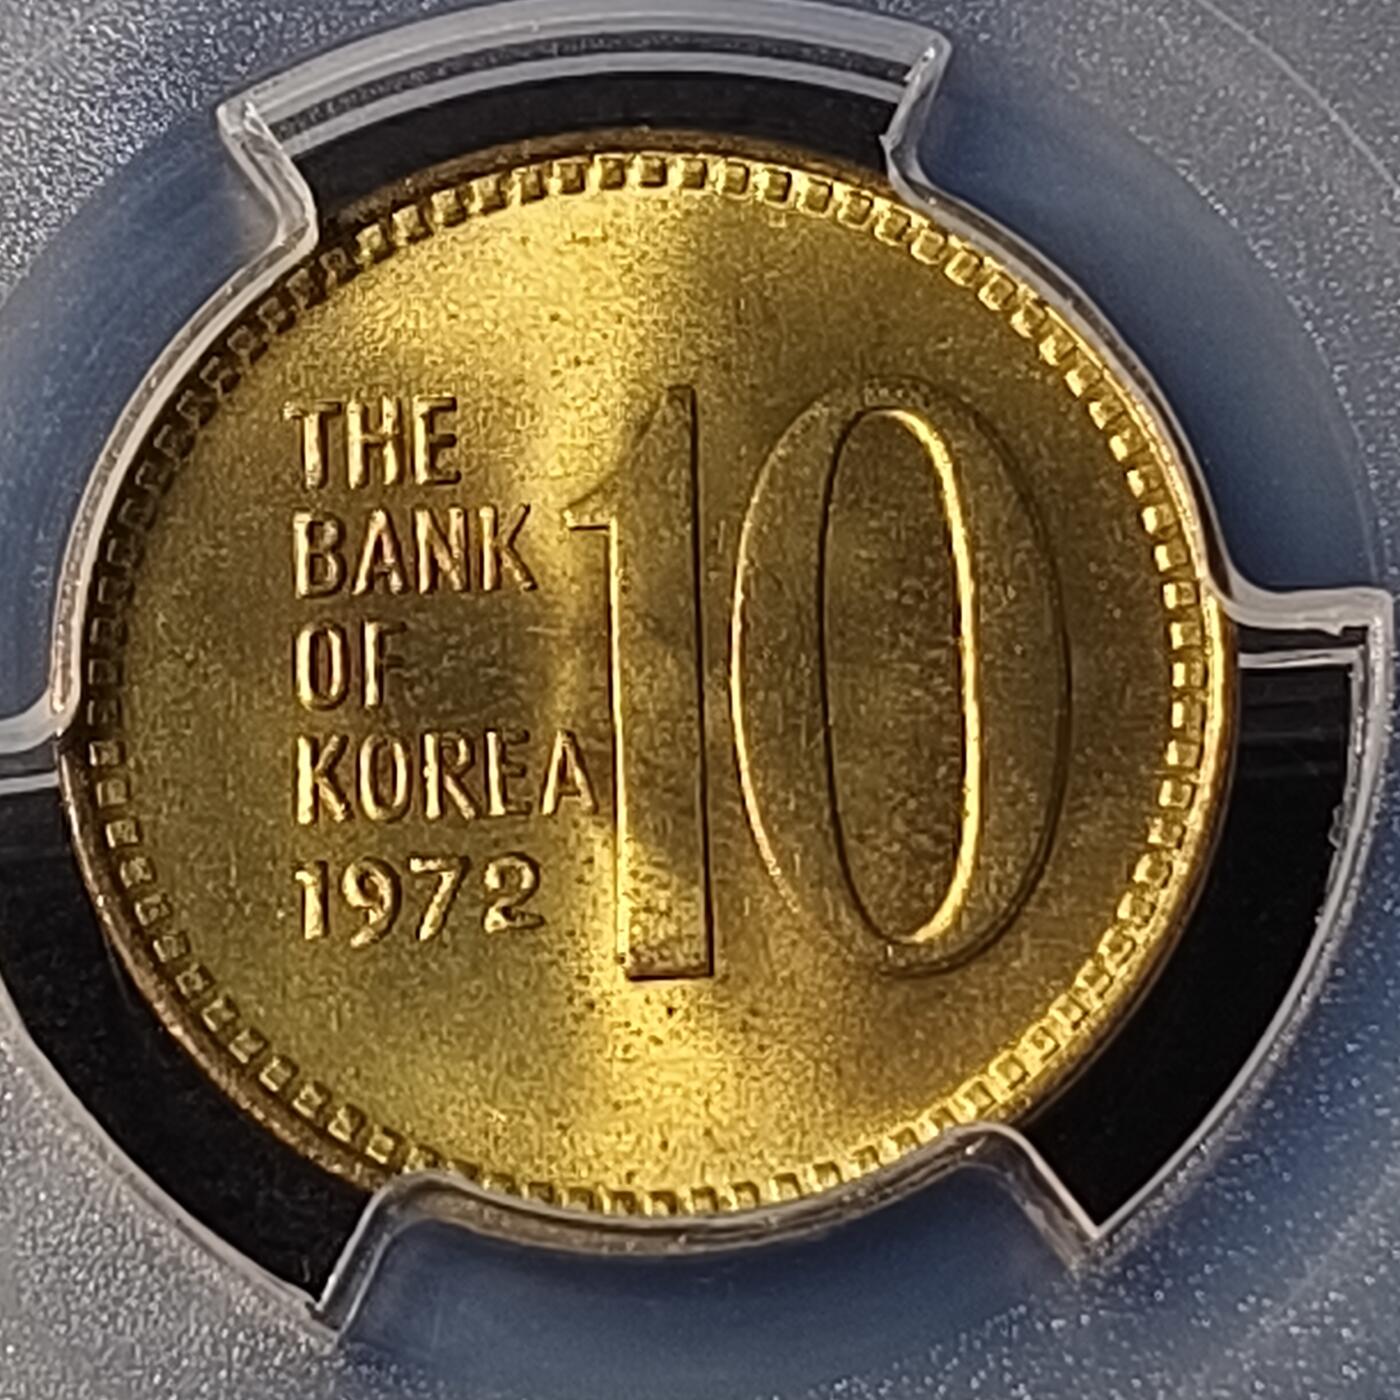 THE
BANK
OF
KOREA
1972
10